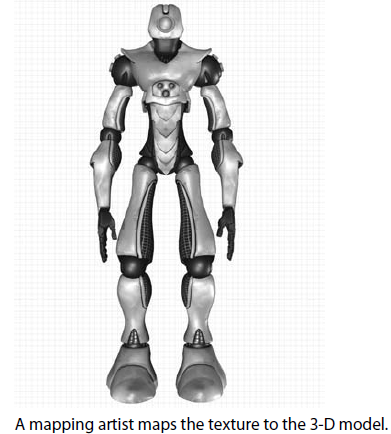 A mapping artist maps the texture to the 3-D model.